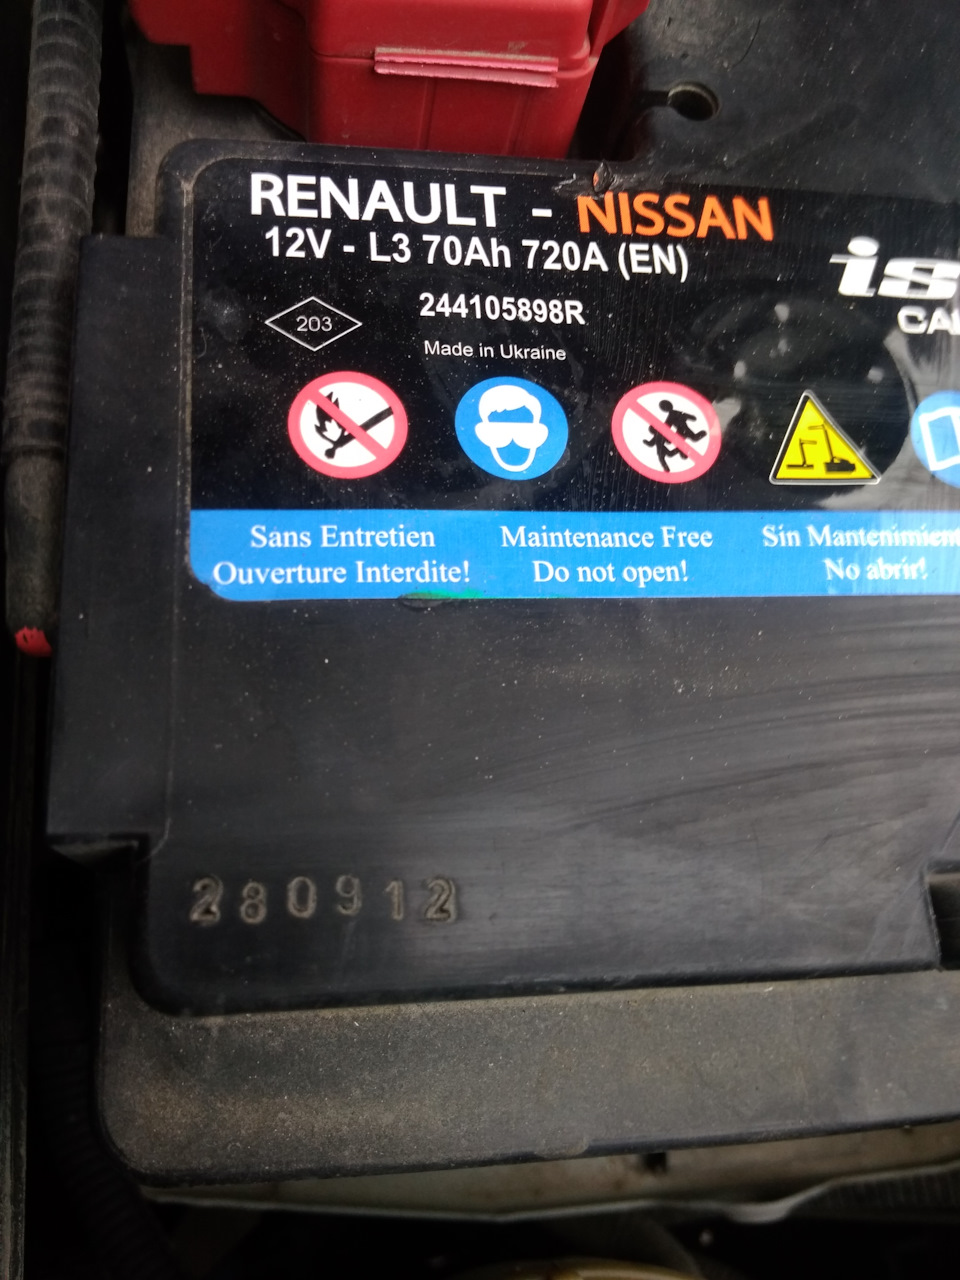 RENAULT - NISSAN
12V - L3 70Ah 720A (EN)
244105898R
203
Made in Ukraine
Sans Entretien
Ouverture Interdite!
Maintenance Free
Do not open!
Sin
No abrir!
280912